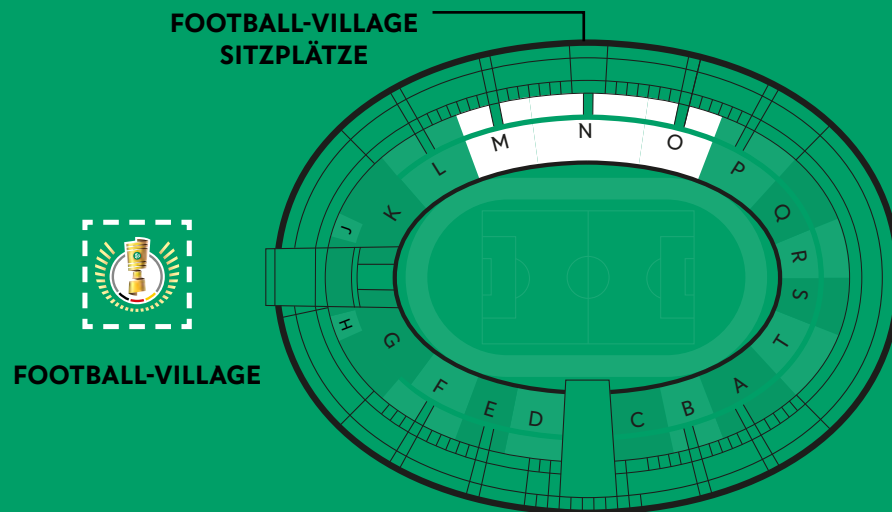 FOOTBALL-VILLAGE
SITZPLÄTZE
M
N
O
L
P
K
Q
J
R
S
H
G
T
F
A
E
B
D
C
FOOTBALL-VILLAGE